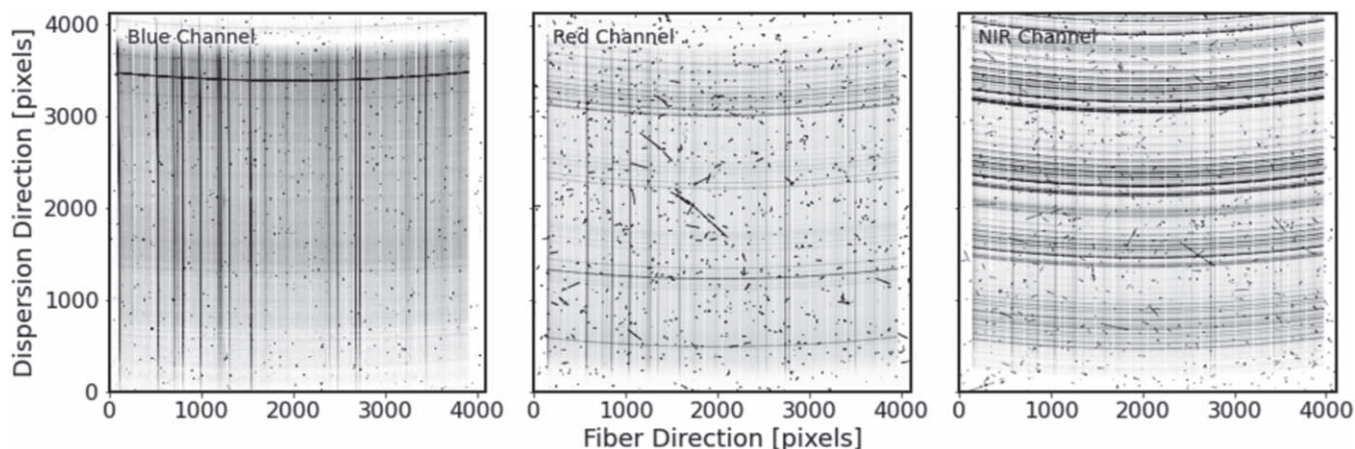 Blue Channel
Red Channel
NIR Channel
Dispersion Direction [pixels]
4000
3000
2000
1000
0
0 1000 2000 3000 4000
0 1000 2000 3000 4000
0 1000 2000 3000 4000
Fiber Direction [pixels]